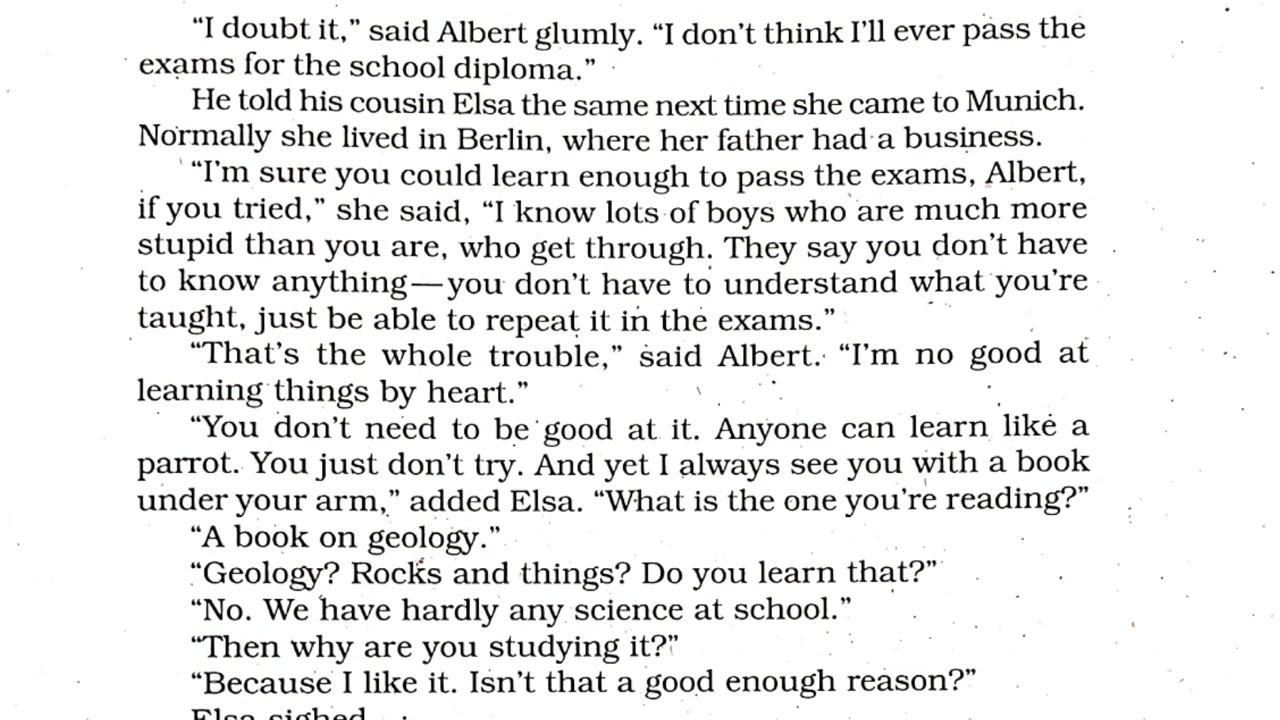 “I doubt it,” said Albert glumly. “I don't think I'll ever pass the
exams for the school diploma.”
He told his cousin Elsa the same next time she came to Munich.
Normally she lived in Berlin, where her father had a business.
“I'm sure you could learn enough to pass the exams, Albert,
if you tried,” she said, “I know lots of boys who are much more
stupid than you are, who get through. They say you don't have
to know anything—you don't have to understand what you're
taught, just be able to repeat it in the exams.”
“That's the whole trouble,” said Albert. “I'm no good at
learning things by heart.”
“You don't need to be good at it. Anyone can learn like a
parrot. You just don't try. And yet I always see you with a book
under your arm,” added Elsa. “What is the one you're reading?”
“A book on geology.”
“Geology? Rocks and things? Do you learn that?”
“No. We have hardly any science at school.”
“Then why are you studying it?”
“Because I like it. Isn't that a good enough reason?”
Elsa sighed.